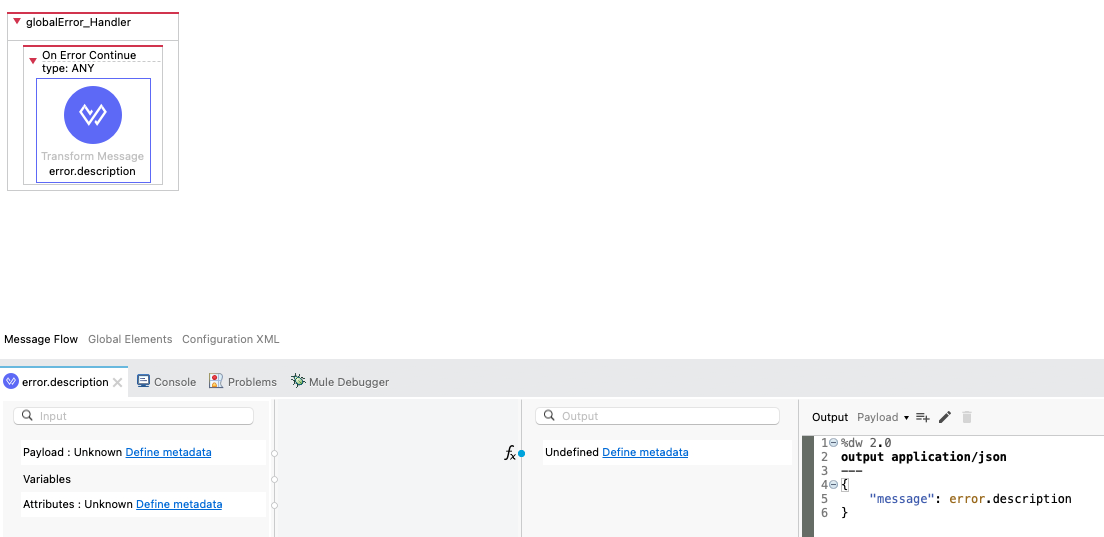 globalError_Handler
On Error Continue
type: ANY
Transform Message
error.description
Message Flow Global Elements Configuration XML
error.description Console Problems Mule Debugger
Input
Payload : Unknown Define metadata
Variables
Attributes : Unknown Define metadata
fx
Output
Undefined Define metadata
Output Payload
1 %dw 2.0
2 output application/json
3 ---
4 {
5 "message": error.description
6 }